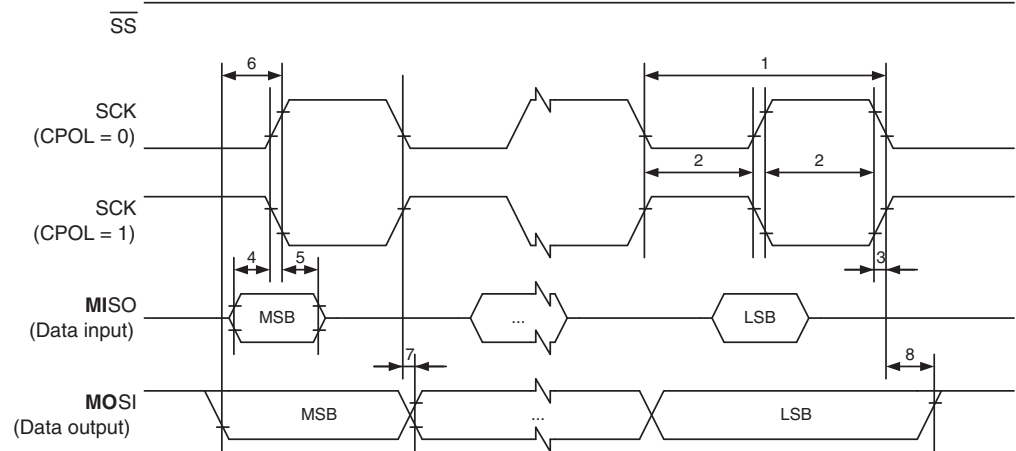 SS
6
1
SCK
(CPOL = 0)
2
2
SCK
(CPOL = 1)
4
5
3
MISO
(Data input)
MSB
...
LSB
7
8
MOSI
(Data output)
MSB
...
LSB